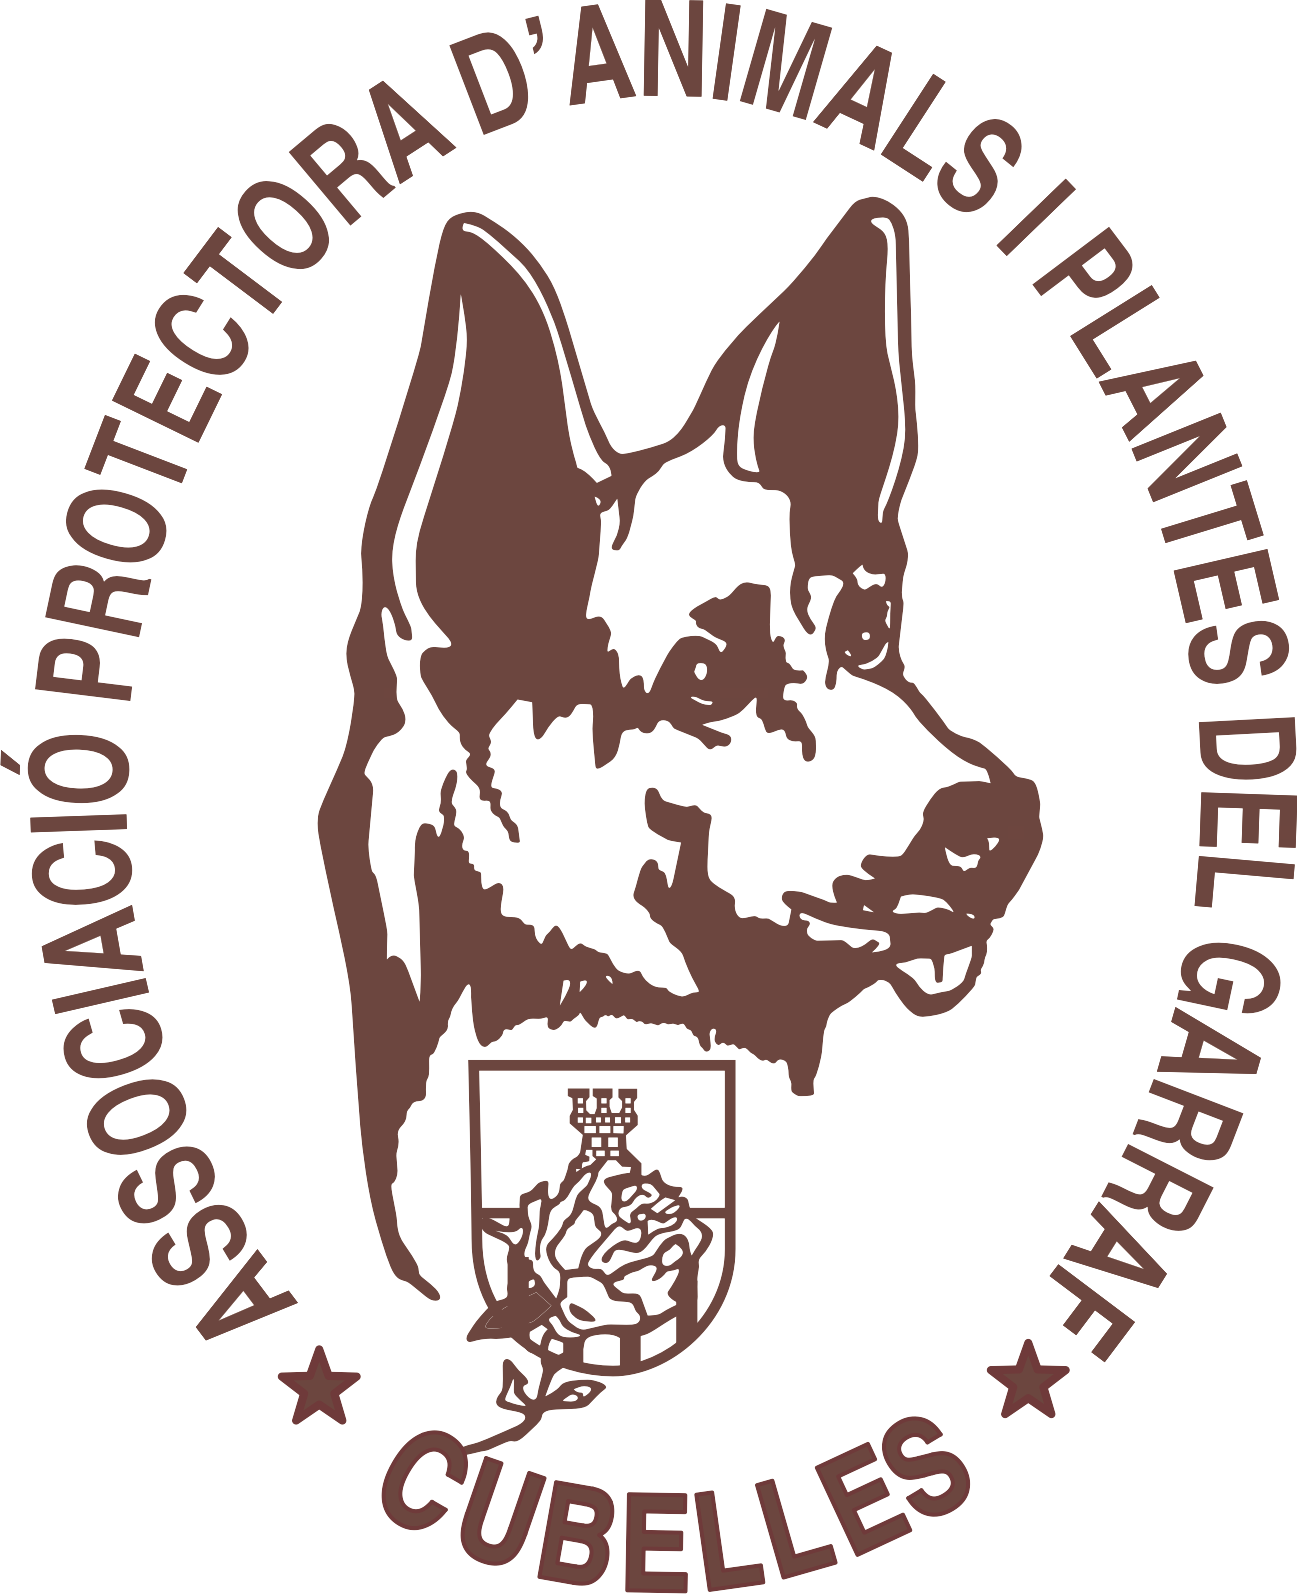 ASSOCIACIÓ PROTECTORA D'ANIMALS I PLANTES DEL GARRAF
CUBELLES